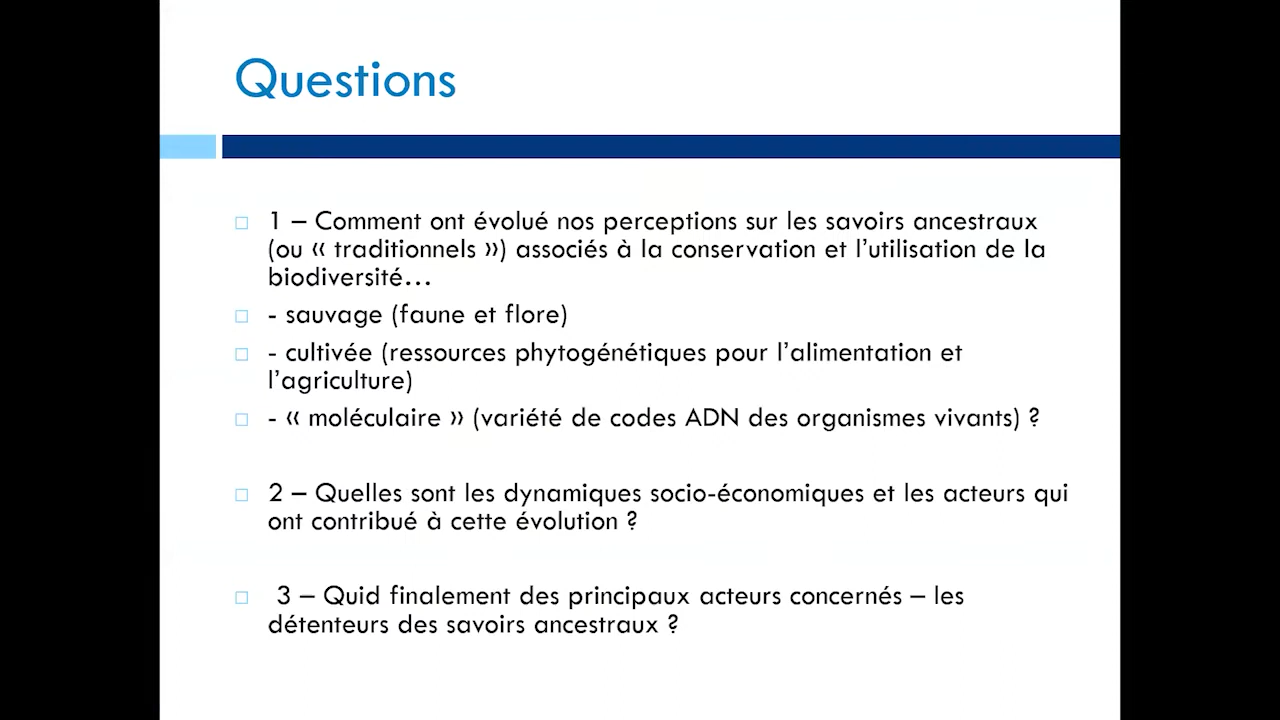 Questions
1 – Comment ont évolué nos perceptions sur les savoirs ancestraux
(ou « traditionnels ») associés à la conservation et l’utilisation de la
biodiversité…
- sauvage (faune et flore)
- cultivée (ressources phytogénétiques pour l’alimentation et
l’agriculture)
- « moléculaire » (variété de codes ADN des organismes vivants) ?
2 – Quelles sont les dynamiques socio-économiques et les acteurs qui
ont contribué à cette évolution ?
3 – Quid finalement des principaux acteurs concernés – les
détenteurs des savoirs ancestraux ?